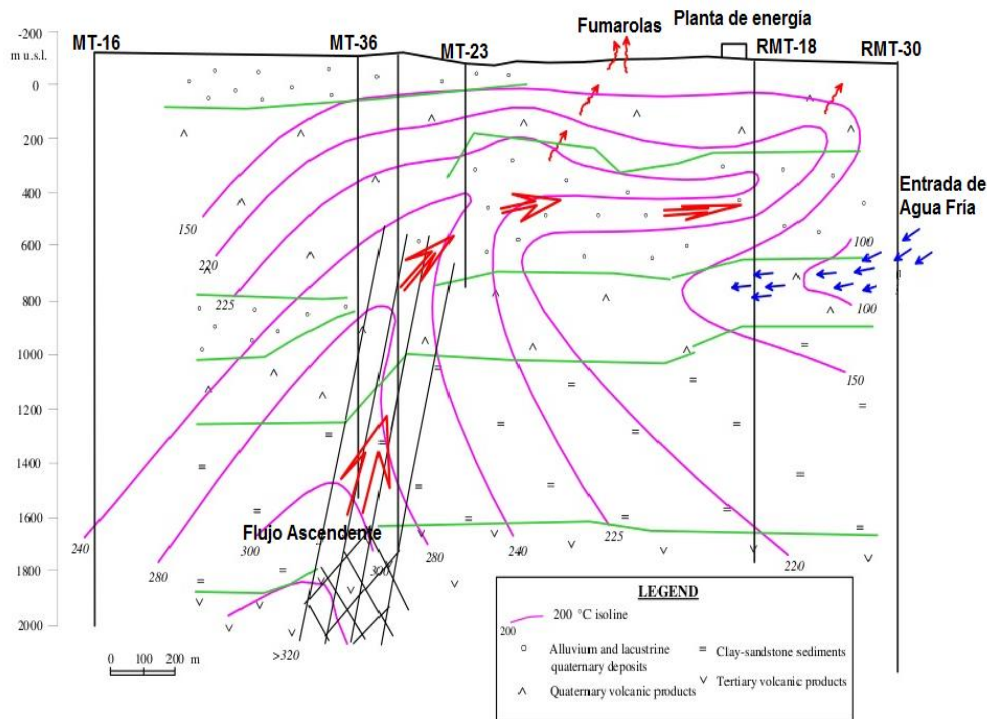 Planta de energía
Fumarolas
-200
m u.s.l.
MT-16
MT-36
MT-23
RMT-18
RMT-30
0
200
400
600
800
1000
1200
1400
1600
1800
2000
Entrada de
Agua Fría
150
220
225
100
100
150
Flujo Ascendente
240
280
300
300
280
240
225
220
>320
0 100 200 m
LEGEND
200 °C isoline
200
Alluvium and lacustrine
quaternary deposits
Quaternary volcanic products
Clay-sandstone sediments
Tertiary volcanic products